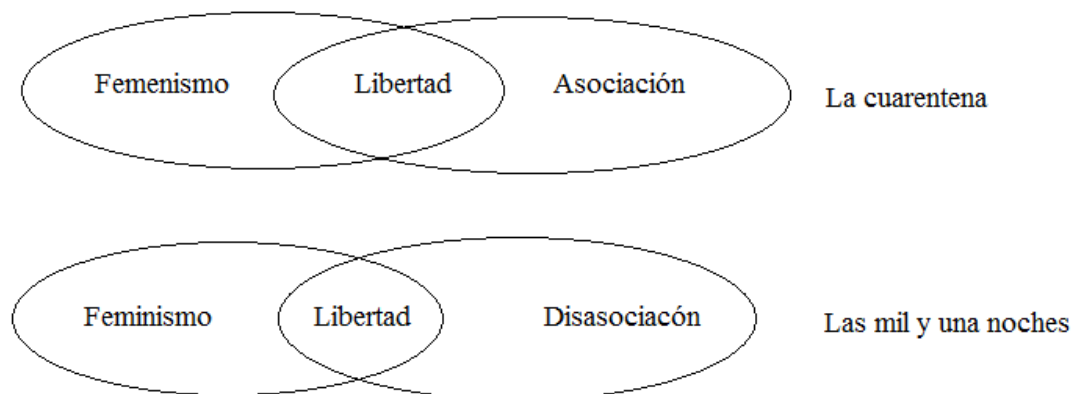 Femenismo Libertad Asociación La cuarentena
Feminismo Libertad Disasociacón Las mil y una noches